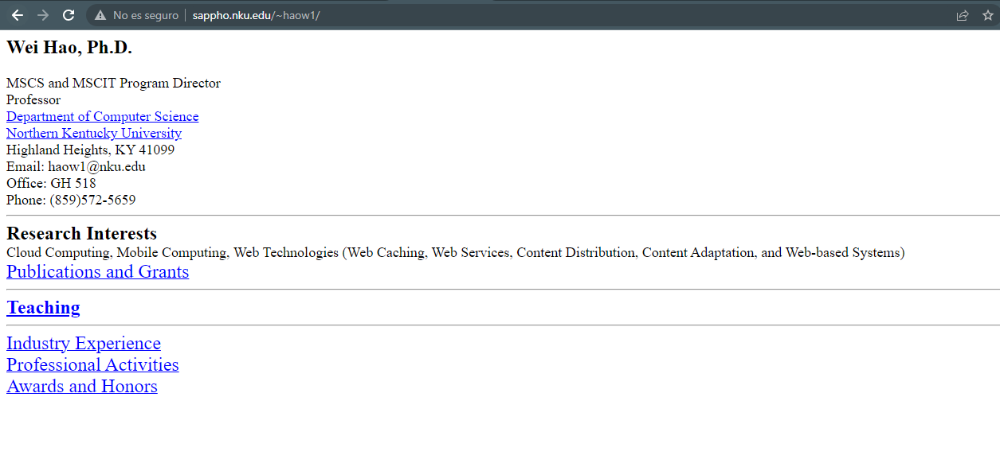 No es seguro | sappho.nku.edu/~haow1/
Wei Hao, Ph.D.
MSCS and MSCIT Program Director
Professor
Department of Computer Science
Northern Kentucky University
Highland Heights, KY 41099
Email: haow1@nku.edu
Office: GH 518
Phone: (859)572-5659
Research Interests
Cloud Computing, Mobile Computing, Web Technologies (Web Caching, Web Services, Content Distribution, Content Adaptation, and Web-based Systems)
Publications and Grants
Teaching
Industry Experience
Professional Activities
Awards and Honors